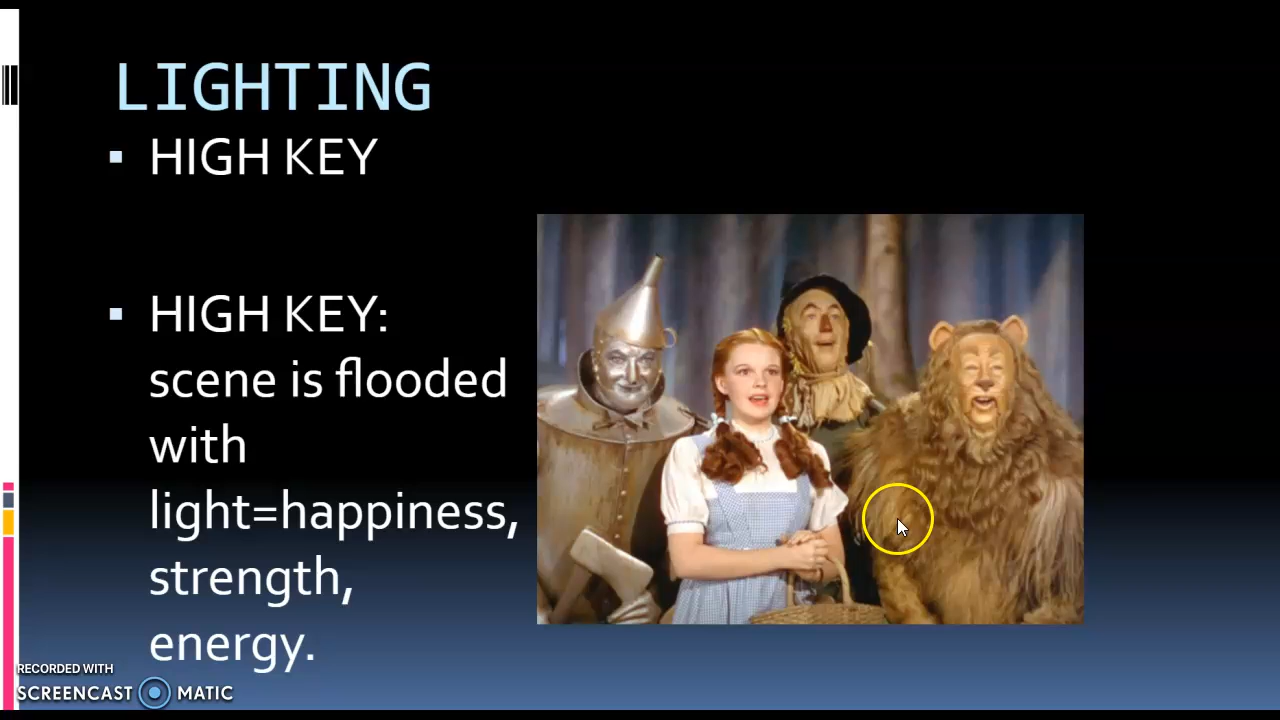 LIGHTING
▪ HIGH KEY
▪ HIGH KEY:
scene is flooded
with
light=happiness,
strength,
energy.
RECORDED WITH
SCREENCAST MATIC